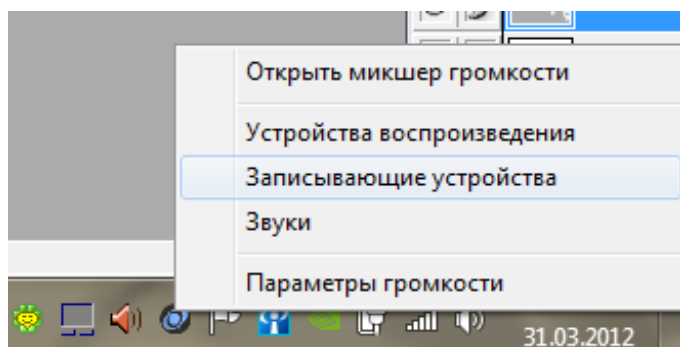 Открыть микшер громкости
Устройства воспроизведения
Записывающие устройства
Звуки
Параметры громкости
31.03.2012